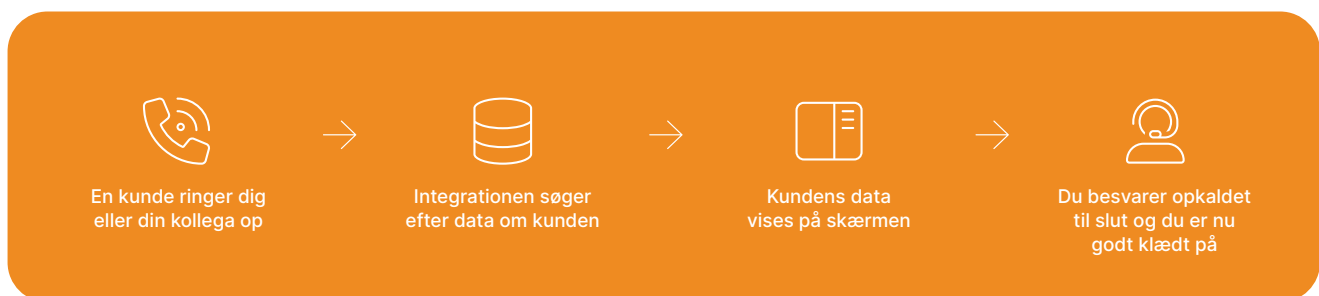 En kunde ringer dig
eller din kollega op
Integrationen søger
efter data om kunden
Kundens data
vises på skærmen
Du besvarer opkaldet
til slut og du er nu
godt klædt på